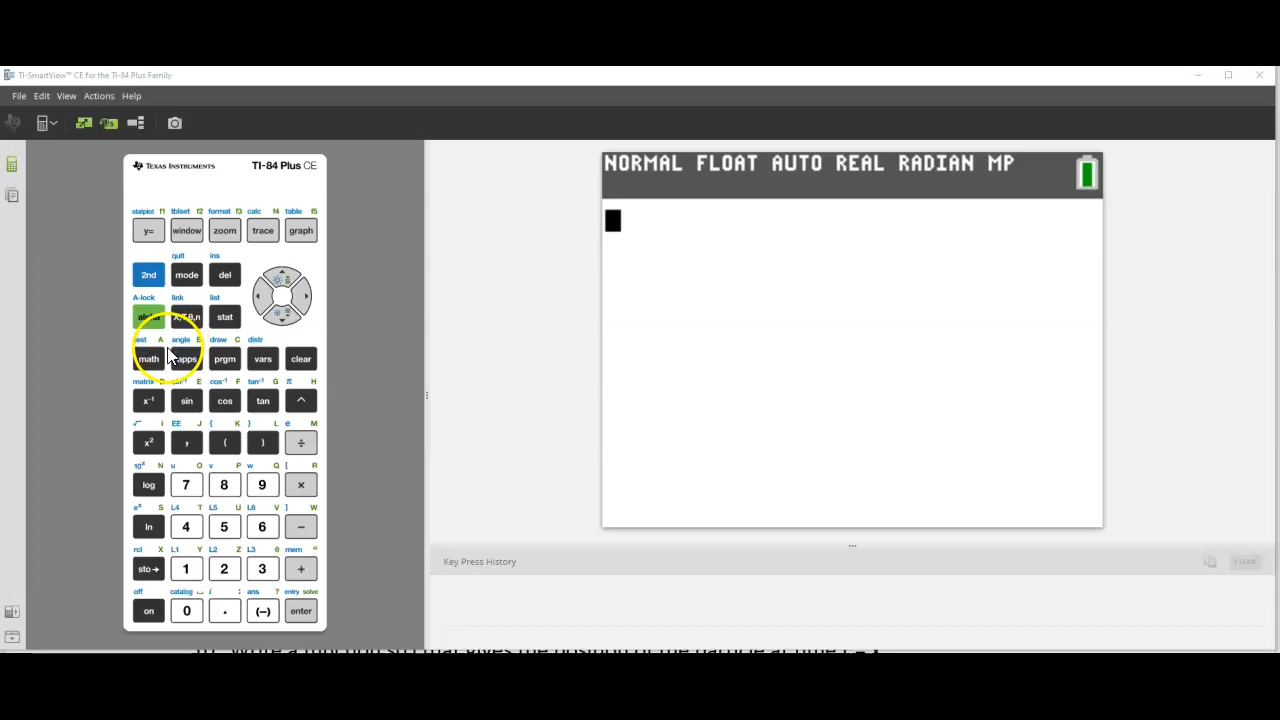 TI-SmartView™ CE for the TI-84 Plus Family
File Edit View Actions Help
TEXAS INSTRUMENTS TI-84 Plus CE
statplot f1 tblset f2 format f3 calc f4 table f5
y= window zoom trace graph
quit ins
2nd mode del
A-lock link list
alpha X,T,θ,n stat
test A angle B draw C distr
math apps prgm vars clear
matrix D sin⁻¹ E cos⁻¹ F tan⁻¹ G π H
x⁻¹ sin cos tan ^
√ I EE J { K } L e M
x² , ( ) ÷
10ˣ N u O v P w Q [ R
log 7 8 9 ×
eˣ S L4 T L5 U L6 V ] W
ln 4 5 6 −
rcl X L1 Y L2 Z L3 θ mem "
sto→ 1 2 3 +
off catalog ⎵ i : ans ? entry solve
on 0 . (−) enter
NORMAL FLOAT AUTO REAL RADIAN MP
Key Press History
CLEAR